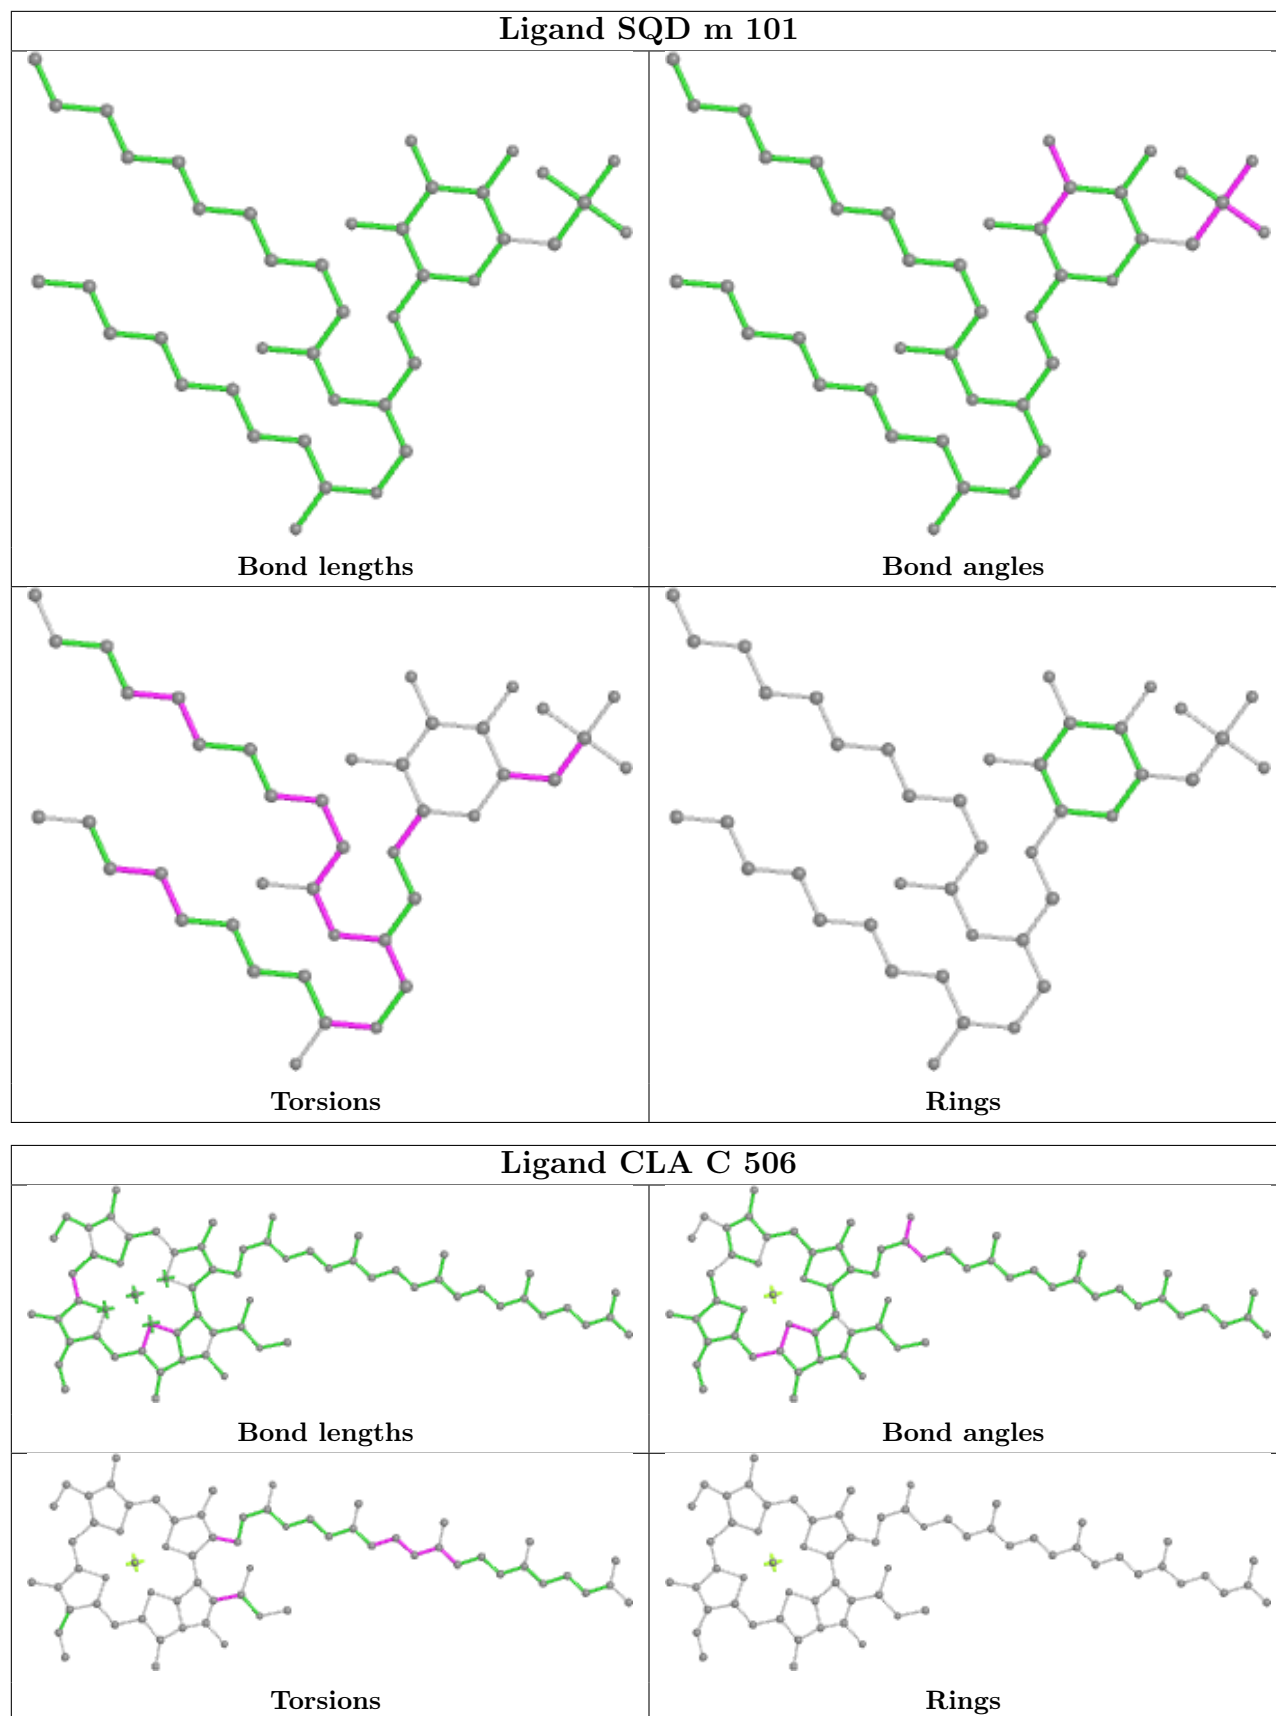 Ligand SQD m 101
Bond lengths
Bond angles
Torsions
Rings
Ligand CLA C 506
Bond lengths
Bond angles
Torsions
Rings